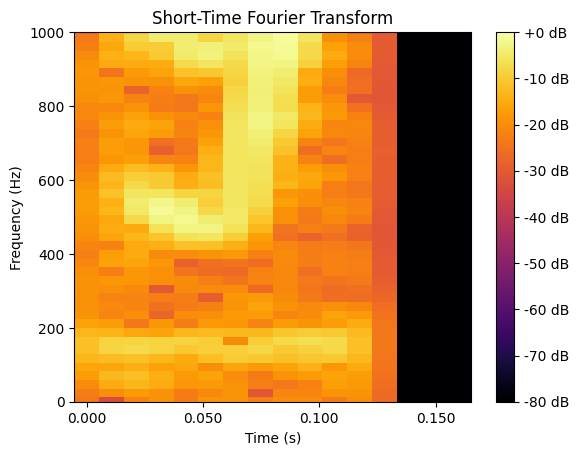 Short-Time Fourier Transform
1000
800
600
400
200
0
Frequency (Hz)
0.000
0.050
0.100
0.150
Time (s)
+0 dB
-10 dB
-20 dB
-30 dB
-40 dB
-50 dB
-60 dB
-70 dB
-80 dB